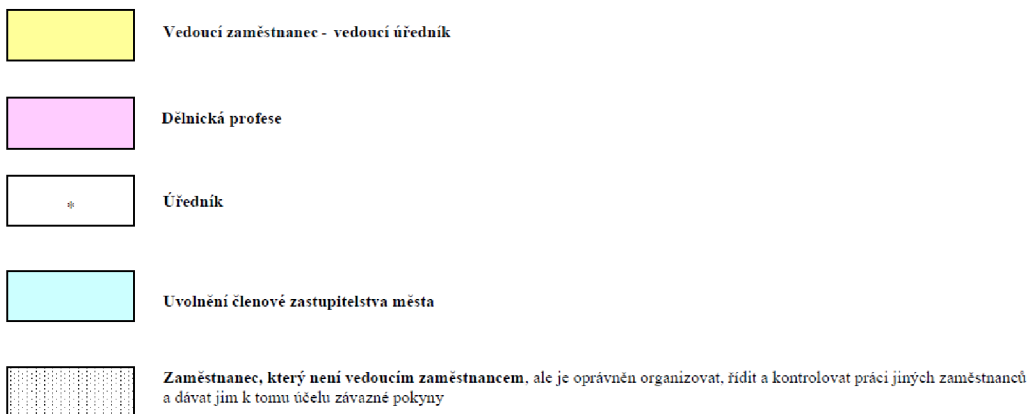 Vedoucí zaměstnanec - vedoucí úředník
Dělnická profese
*
Úředník
Uvolnění členové zastupitelstva města
Zaměstnanec, který není vedoucím zaměstnancem, ale je oprávněn organizovat, řídit a kontrolovat práci jiných zaměstnanců
a dávat jim k tomu účelu závazné pokyny